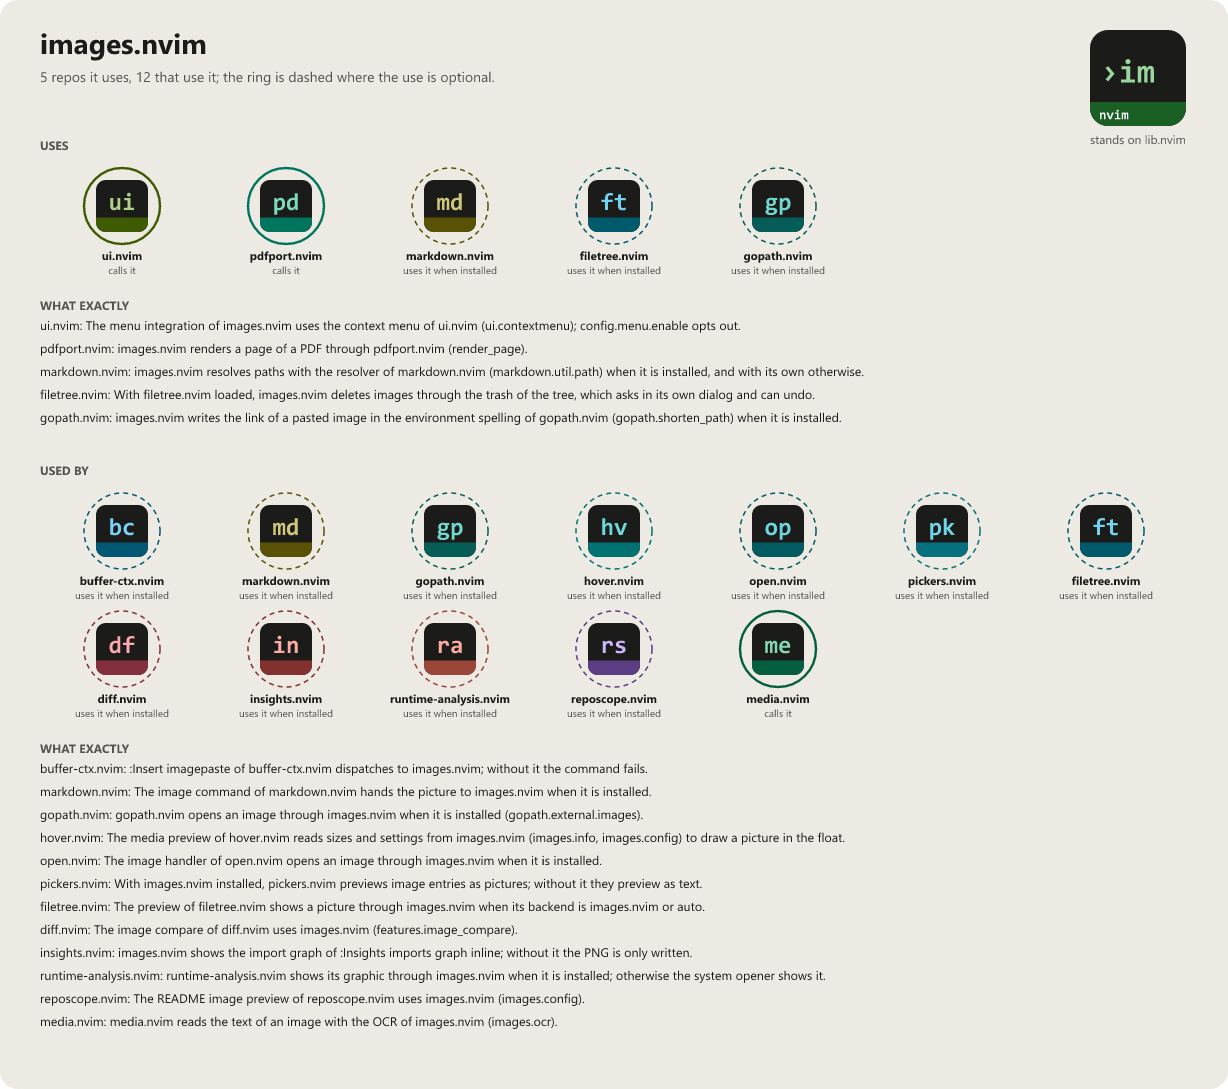 images.nvim
5 repos it uses, 12 that use it; the ring is dashed where the use is optional.
›im
nvim
stands on lib.nvim
USES
ui pd md ft gp
ui.nvim pdfport.nvim markdown.nvim filetree.nvim gopath.nvim
calls it calls it uses it when installed uses it when installed uses it when installed
WHAT EXACTLY
ui.nvim: The menu integration of images.nvim uses the context menu of ui.nvim (ui.contextmenu); config.menu.enable opts out.
pdfport.nvim: images.nvim renders a page of a PDF through pdfport.nvim (render_page).
markdown.nvim: images.nvim resolves paths with the resolver of markdown.nvim (markdown.util.path) when it is installed, and with its own otherwise.
filetree.nvim: With filetree.nvim loaded, images.nvim deletes images through the trash of the tree, which asks in its own dialog and can undo.
gopath.nvim: images.nvim writes the link of a pasted image in the environment spelling of gopath.nvim (gopath.shorten_path) when it is installed.
USED BY
bc md gp hv op pk ft
buffer-ctx.nvim markdown.nvim gopath.nvim hover.nvim open.nvim pickers.nvim filetree.nvim
uses it when installed uses it when installed uses it when installed uses it when installed uses it when installed uses it when installed uses it when installed
df in ra rs me
diff.nvim insights.nvim runtime-analysis.nvim reposcope.nvim media.nvim
uses it when installed uses it when installed uses it when installed uses it when installed calls it
WHAT EXACTLY
buffer-ctx.nvim: :Insert imagepaste of buffer-ctx.nvim dispatches to images.nvim; without it the command fails.
markdown.nvim: The image command of markdown.nvim hands the picture to images.nvim when it is installed.
gopath.nvim: gopath.nvim opens an image through images.nvim when it is installed (gopath.external.images).
hover.nvim: The media preview of hover.nvim reads sizes and settings from images.nvim (images.info, images.config) to draw a picture in the float.
open.nvim: The image handler of open.nvim opens an image through images.nvim when it is installed.
pickers.nvim: With images.nvim installed, pickers.nvim previews image entries as pictures; without it they preview as text.
filetree.nvim: The preview of filetree.nvim shows a picture through images.nvim when its backend is images.nvim or auto.
diff.nvim: The image compare of diff.nvim uses images.nvim (features.image_compare).
insights.nvim: images.nvim shows the import graph of :Insights imports graph inline; without it the PNG is only written.
runtime-analysis.nvim: runtime-analysis.nvim shows its graphic through images.nvim when it is installed; otherwise the system opener shows it.
reposcope.nvim: The README image preview of reposcope.nvim uses images.nvim (images.config).
media.nvim: media.nvim reads the text of an image with the OCR of images.nvim (images.ocr).